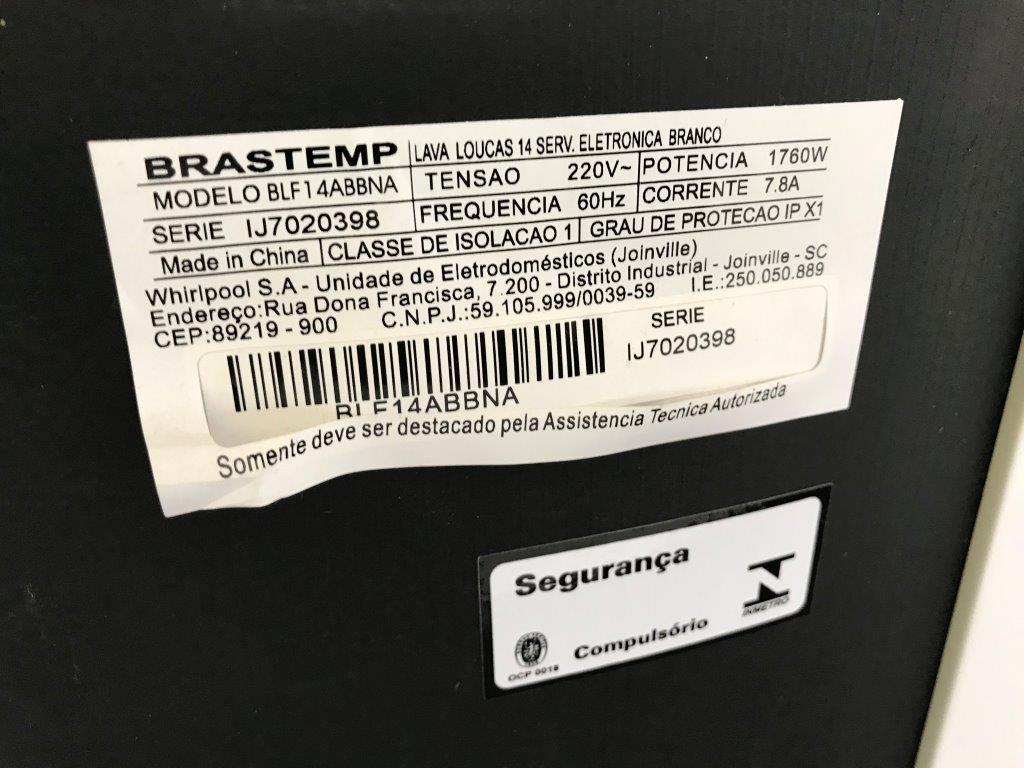 BRASTEMP LAVA LOUCAS 14 SERV. ELETRONICA BRANCO
MODELO BLF14ABBNA TENSAO 220V~ POTENCIA 1760W
SERIE IJ7020398 FREQUENCIA 60Hz CORRENTE 7.8A
Made in China CLASSE DE ISOLACAO 1 GRAU DE PROTECAO IP X1
Whirlpool S.A - Unidade de Eletrodomésticos (Joinville)
Endereço:Rua Dona Francisca, 7.200 - Distrito Industrial - Joinville - SC
CEP:89219 - 900 C.N.P.J.:59.105.999/0039-59 I.E.:250.050.889
SERIE
IJ7020398
BLF14ABBNA
Somente deve ser destacado pela Assistencia Tecnica Autorizada
Segurança
INMETRO
Compulsório
OCP 0018